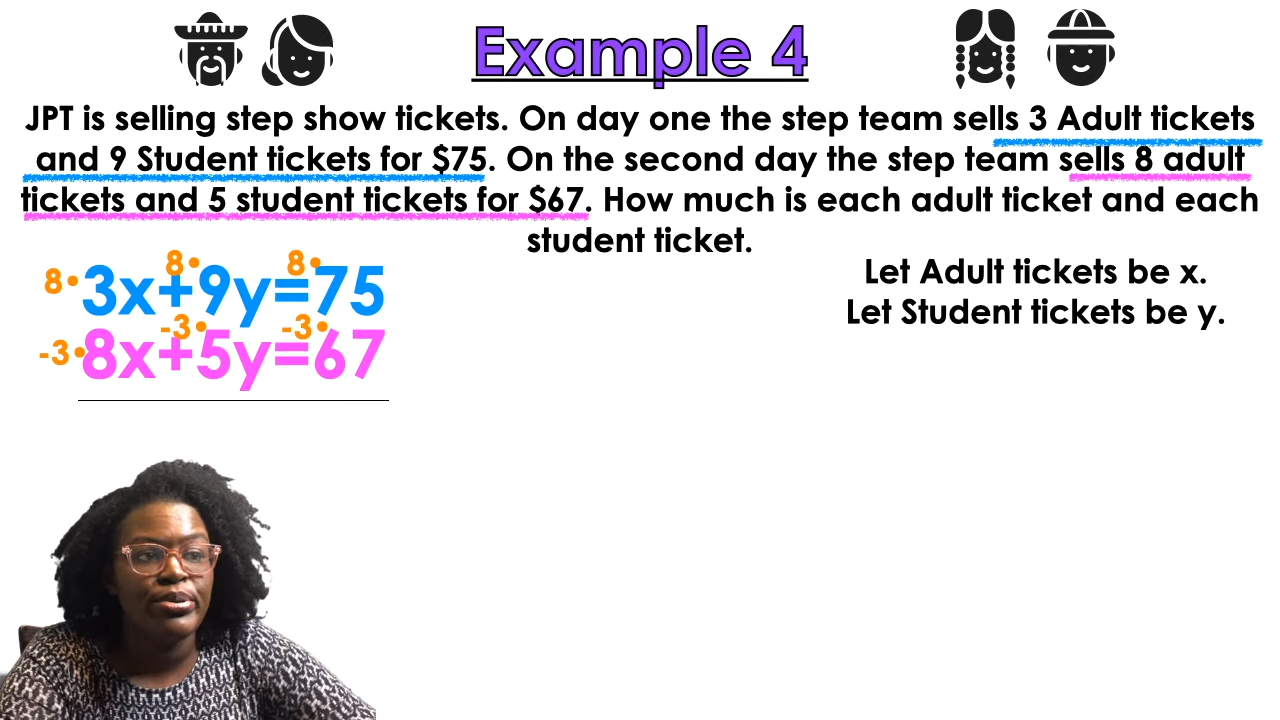 Example 4
JPT is selling step show tickets. On day one the step team sells 3 Adult tickets
and 9 Student tickets for $75. On the second day the step team sells 8 adult
tickets and 5 student tickets for $67. How much is each adult ticket and each
student ticket.
Let Adult tickets be x.
Let Student tickets be y.
8• 8• 8•
3x+9y=75
-3• -3• -3•
8x+5y=67